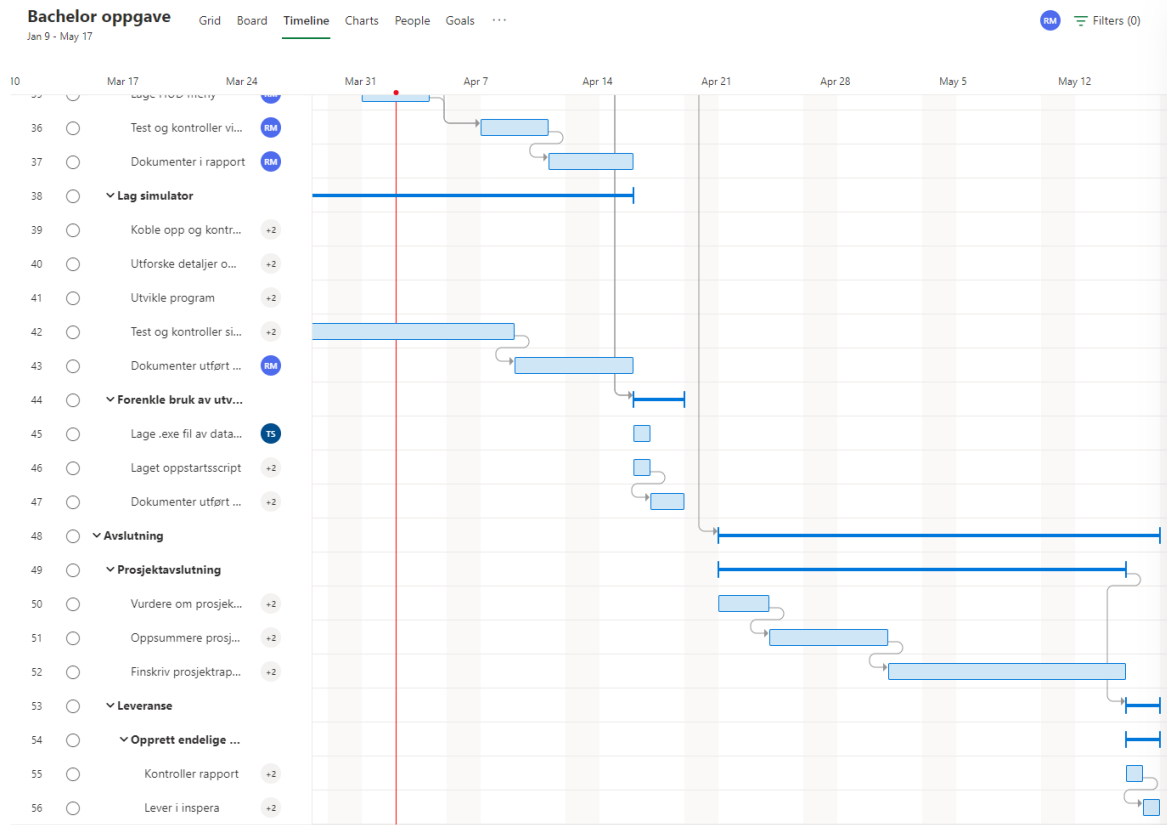 Bachelor oppgave Grid Board Timeline Charts People Goals ··· RM Filters (0)
Jan 9 - May 17
10 Mar 17 Mar 24 Mar 31 Apr 7 Apr 14 Apr 21 Apr 28 May 5 May 12
35 Lage HUD meny RM
36 Test og kontroller vi... RM
37 Dokumenter i rapport RM
38 Lag simulator
39 Koble opp og kontr... +2
40 Utforske detaljer o... +2
41 Utvikle program +2
42 Test og kontroller si... +2
43 Dokumenter utført ... RM
44 Forenkle bruk av utv...
45 Lage .exe fil av data... TS
46 Laget oppstartsscript +2
47 Dokumenter utført ... +2
48 Avslutning
49 Prosjektavslutning
50 Vurdere om prosjek... +2
51 Oppsummere prosj... +2
52 Finskriv prosjektrap... +2
53 Leveranse
54 Opprett endelige ...
55 Kontroller rapport +2
56 Lever i inspera +2